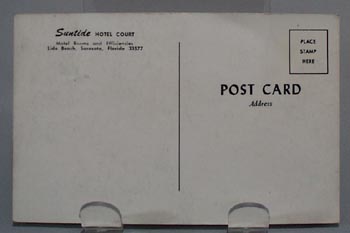 Suntide HOTEL COURT
Motel Rooms and Efficiencies
Lido Beach, Sarasota, Florida 33577
PLACE
STAMP
HERE
POST CARD
Address